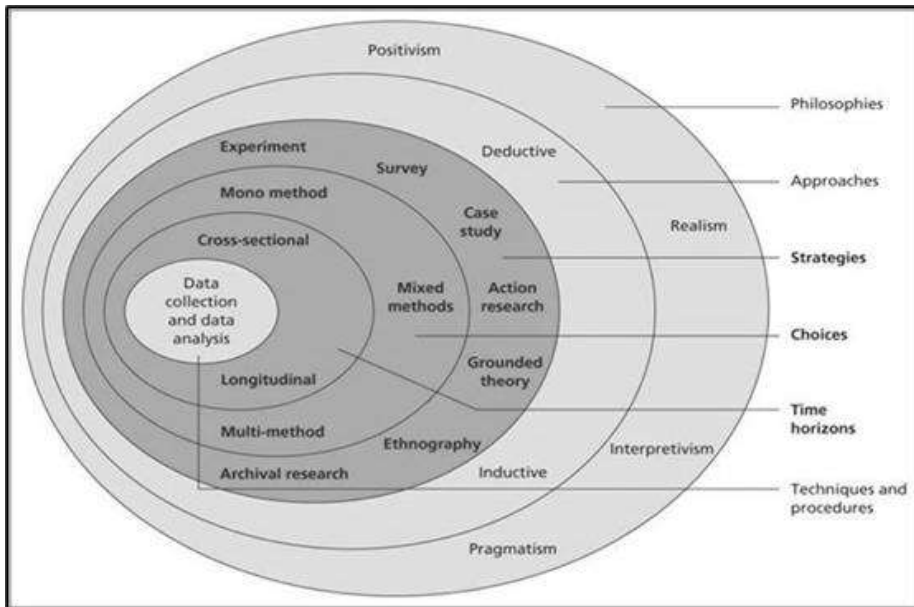 Positivism
Philosophies
Experiment
Deductive
Survey
Approaches
Mono method
Case
study
Realism
Cross-sectional
Strategies
Data
collection
and data
analysis
Mixed
methods
Action
research
Choices
Grounded
theory
Longitudinal
Time
horizons
Multi-method
Ethnography
Interpretivism
Archival research
Inductive
Techniques and
procedures
Pragmatism